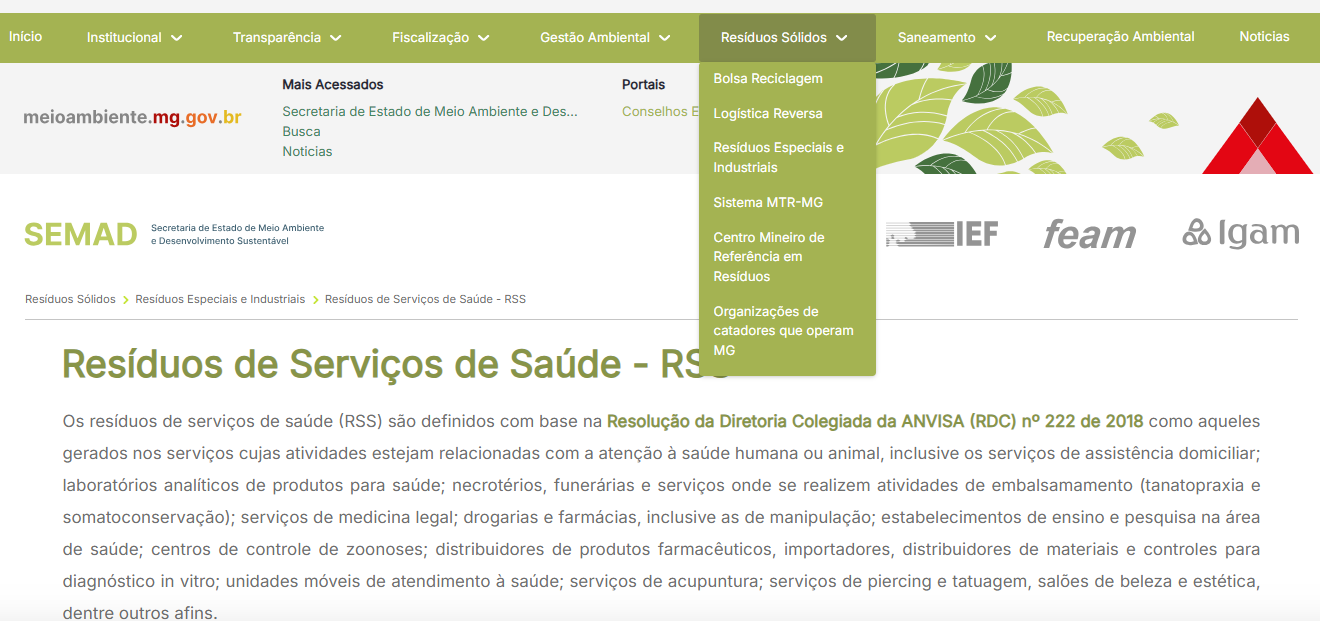 Início Institucional Transparência Fiscalização Gestão Ambiental Resíduos Sólidos Saneamento Recuperação Ambiental Noticias
Bolsa Reciclagem
Logística Reversa
Resíduos Especiais e
Industriais
Sistema MTR-MG
Centro Mineiro de
Referência em
Resíduos
Organizações de
catadores que operam
MG
meioambiente.mg.gov.br
Mais Acessados
Secretaria de Estado de Meio Ambiente e Des...
Busca
Noticias
Portais
Conselhos E
SEMAD
Secretaria de Estado de Meio Ambiente
e Desenvolvimento Sustentável
IEF
feam
Igam
Resíduos Sólidos Resíduos Especiais e Industriais Resíduos de Serviços de Saúde - RSS
Resíduos de Serviços de Saúde - RSS
Os resíduos de serviços de saúde (RSS) são definidos com base na Resolução da Diretoria Colegiada da ANVISA (RDC) nº 222 de 2018 como aqueles
gerados nos serviços cujas atividades estejam relacionadas com a atenção à saúde humana ou animal, inclusive os serviços de assistência domiciliar;
laboratórios analíticos de produtos para saúde; necrotérios, funerárias e serviços onde se realizem atividades de embalsamamento (tanatopraxia e
somatoconservação); serviços de medicina legal; drogarias e farmácias, inclusive as de manipulação; estabelecimentos de ensino e pesquisa na área
de saúde; centros de controle de zoonoses; distribuidores de produtos farmacêuticos, importadores, distribuidores de materiais e controles para
diagnóstico in vitro; unidades móveis de atendimento à saúde; serviços de acupuntura; serviços de piercing e tatuagem, salões de beleza e estética,
dentre outros afins.